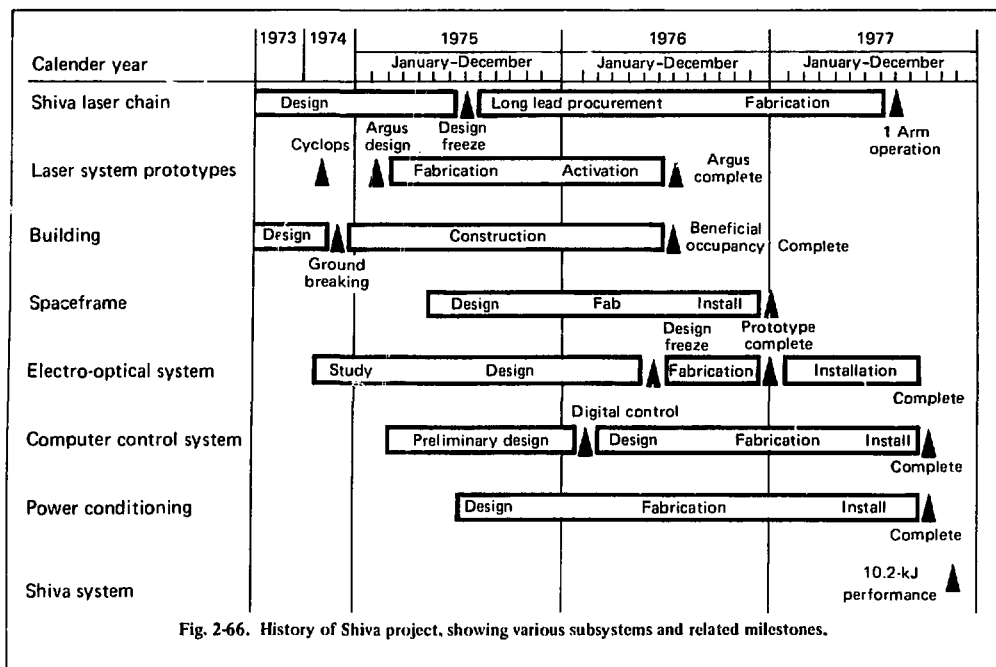 1973 1974 1975 1976 1977
Calender year January–December January–December January–December
Shiva laser chain Design Long lead procurement Fabrication
Design freeze
1 Arm operation
Cyclops
Argus design
Laser system prototypes Fabrication Activation Argus complete
Building Design Construction Beneficial occupancy Complete
Ground breaking
Spaceframe Design Fab Install
Design freeze
Prototype complete
Electro-optical system Study Design Fabrication Installation
Complete
Digital control
Computer control system Preliminary design Design Fabrication Install
Complete
Power conditioning Design Fabrication Install
Complete
Shiva system 10.2-kJ performance
Fig. 2-66. History of Shiva project, showing various subsystems and related milestones.